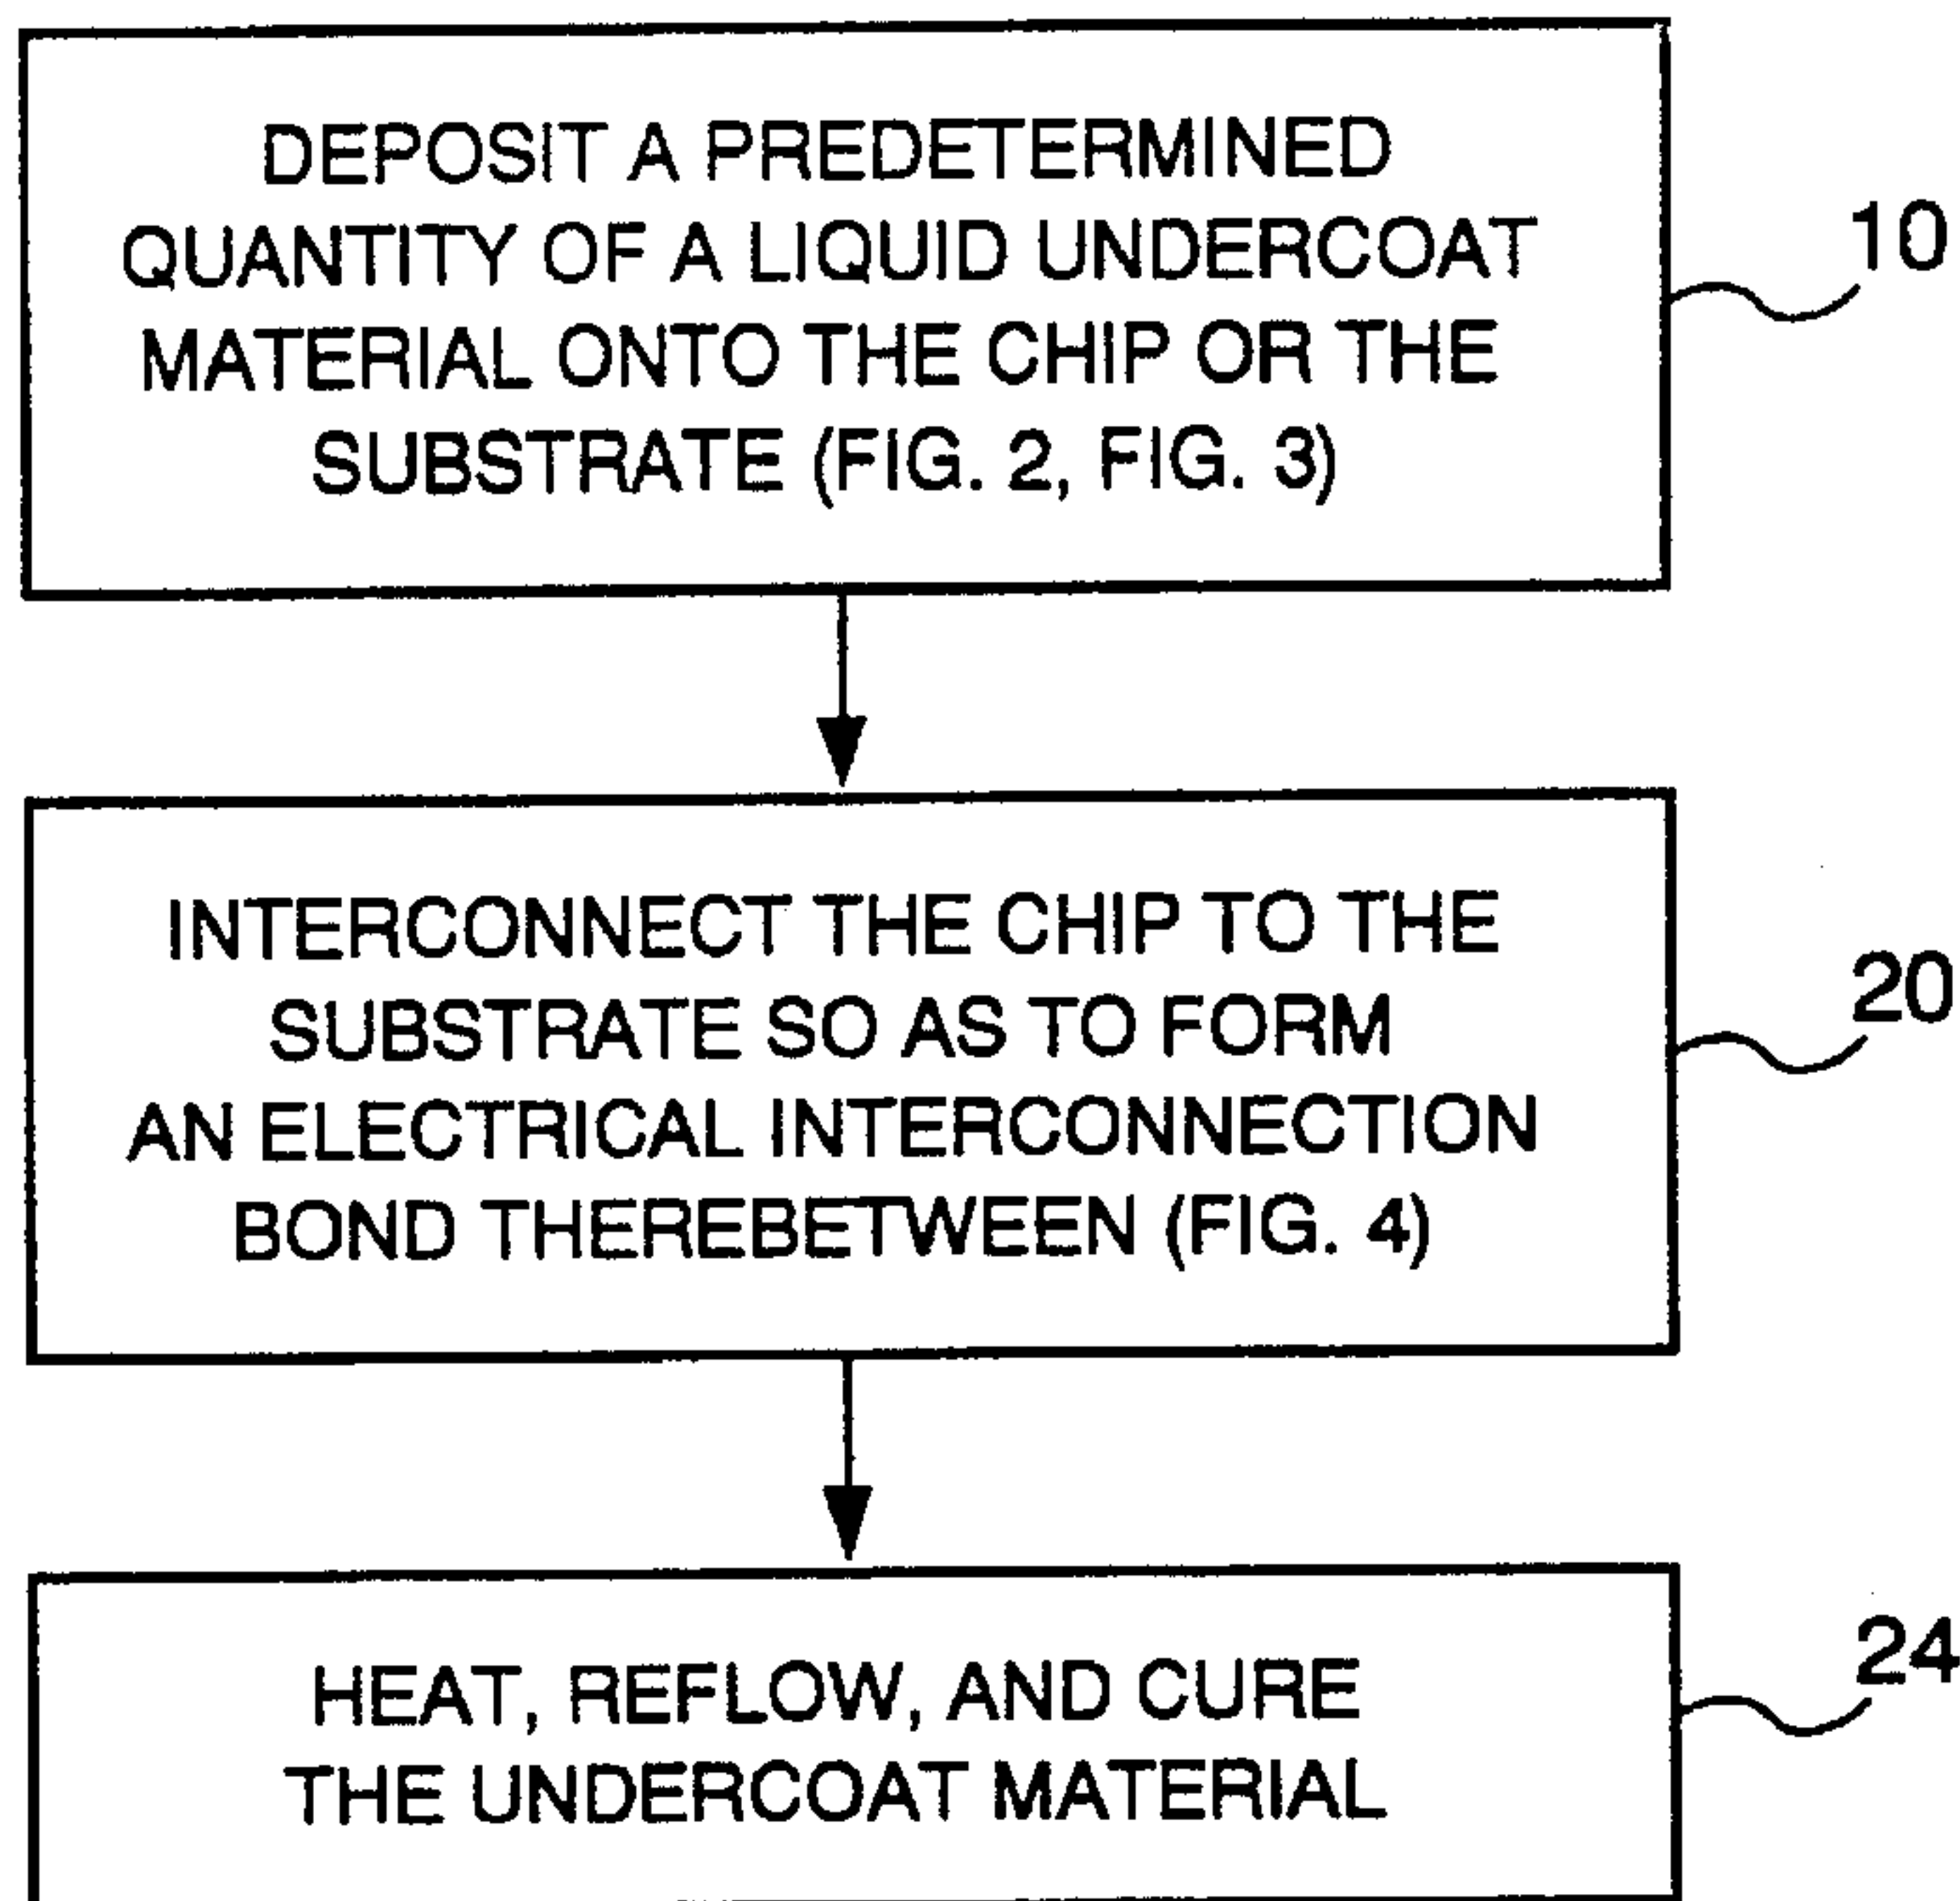 DEPOSIT A PREDETERMINED
QUANTITY OF A LIQUID UNDERCOAT
MATERIAL ONTO THE CHIP OR THE
SUBSTRATE (FIG. 2, FIG. 3)
10
INTERCONNECT THE CHIP TO THE
SUBSTRATE SO AS TO FORM
AN ELECTRICAL INTERCONNECTION
BOND THEREBETWEEN (FIG. 4)
20
HEAT, REFLOW, AND CURE
THE UNDERCOAT MATERIAL
24